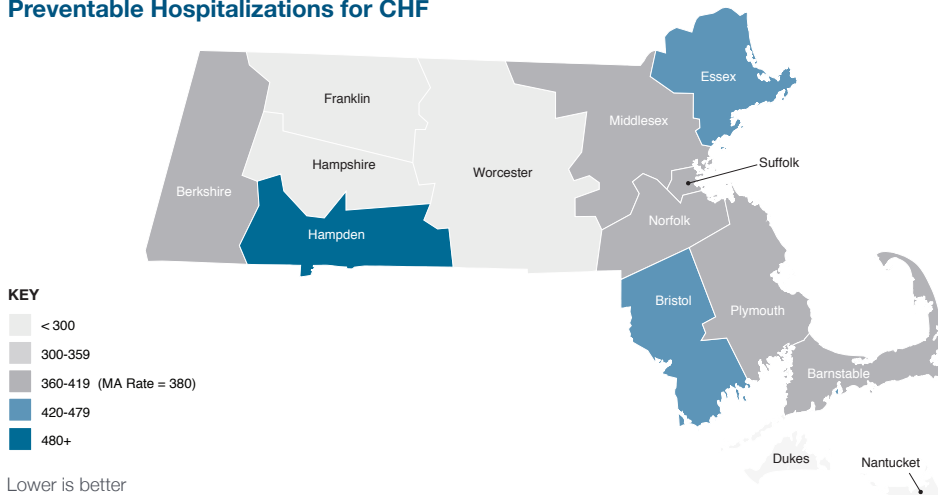 Preventable Hospitalizations for CHF
Essex
Franklin
Middlesex
Hampshire
Suffolk
Worcester
Berkshire
Norfolk
Hampden
KEY
Bristol
Plymouth
< 300
300-359
360-419 (MA Rate = 380)
Barnstable
420-479
480+
Dukes
Nantucket
Lower is better